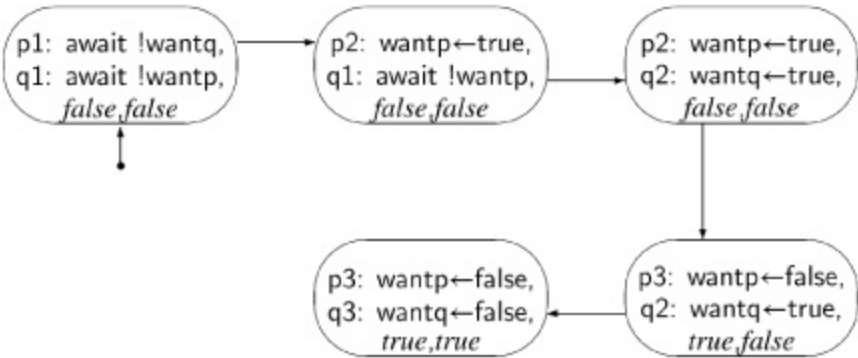 p1: await !wantq,
q1: await !wantp,
false,false
p2: wantp←true,
q1: await !wantp,
false,false
p2: wantp←true,
q2: wantq←true,
false,false
p3: wantp←false,
q3: wantq←false,
true,true
p3: wantp←false,
q2: wantq←true,
true,false